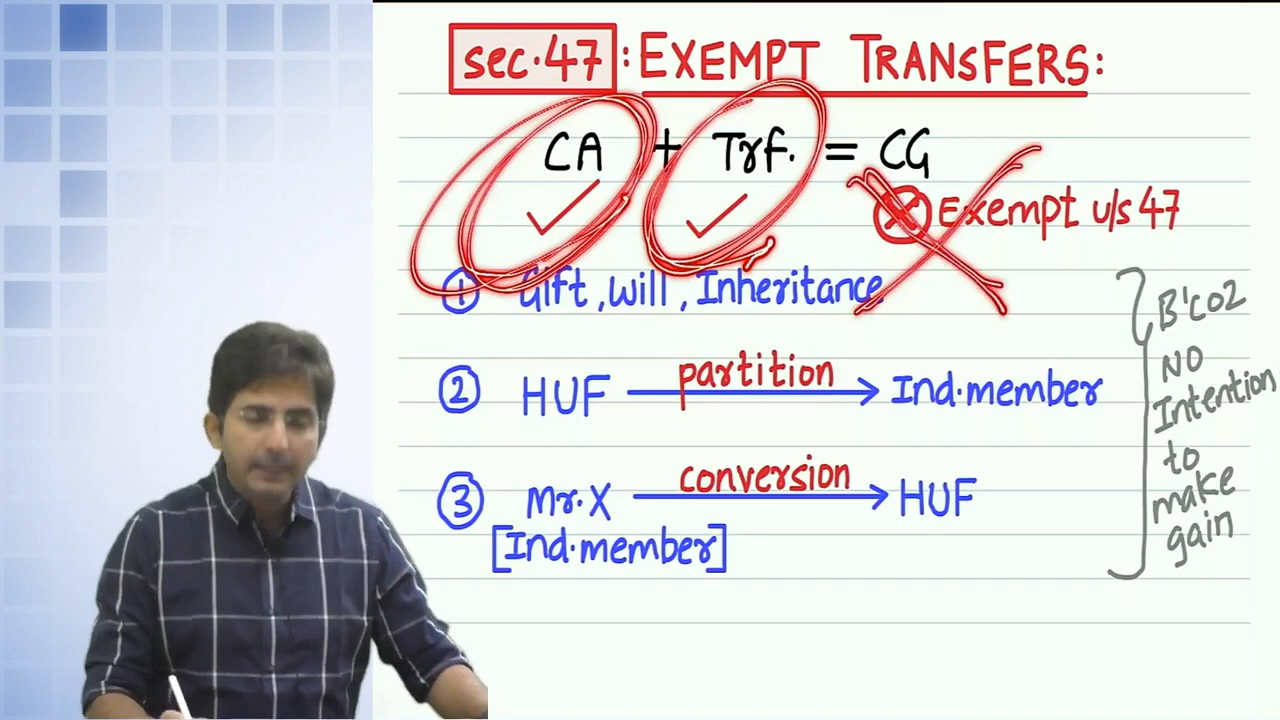 sec.47 : EXEMPT TRANSFERS:
CA + Trf. = CG
Exempt u/s 47
① Gift, Will, Inheritance
② HUF partition Ind.member
③ Mr.X conversion HUF
[Ind.member]
B'coz
NO
Intention
to
make
gain